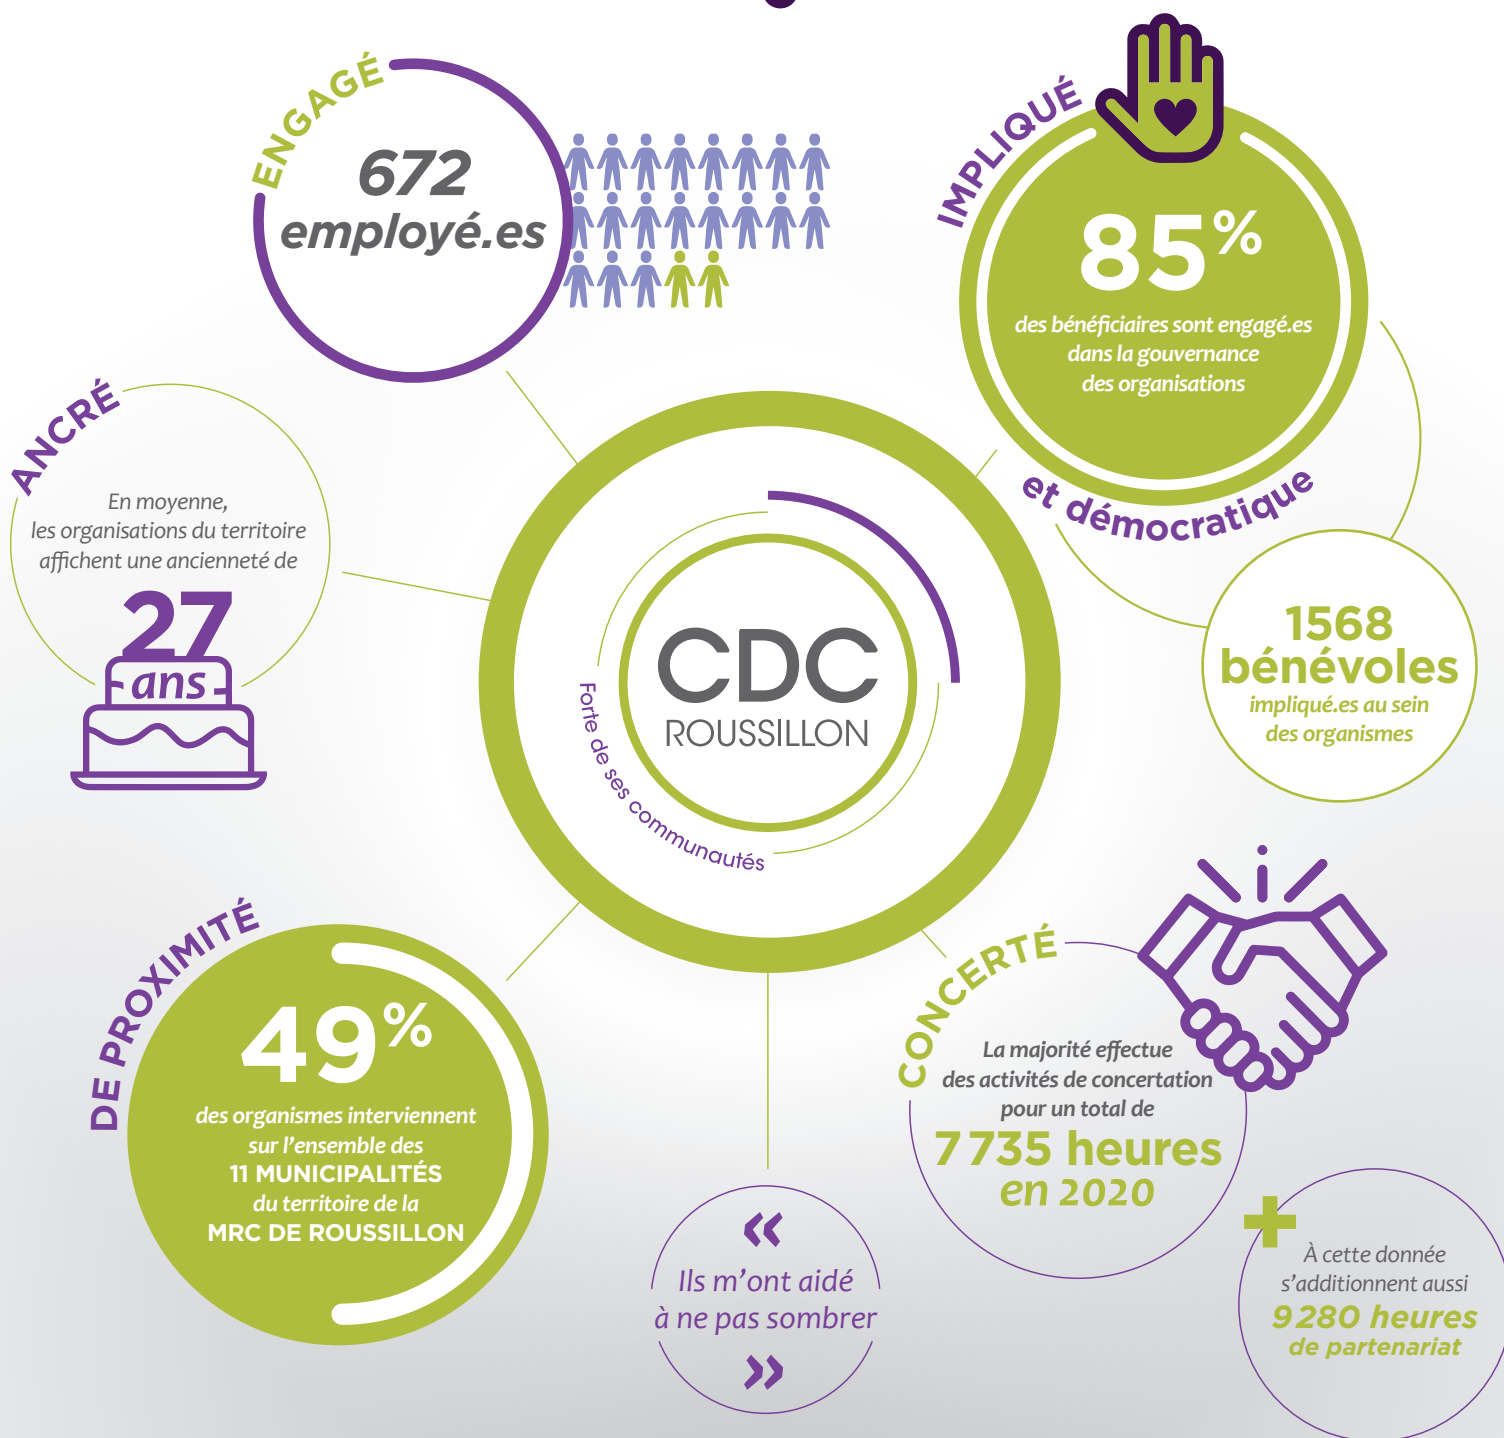 ENGAGÉ
672
employé.es
IMPLIQUÉ
85%
des bénéficiaires sont engagé.es
dans la gouvernance
des organisations
et démocratique
1568
bénévoles
impliqué.es au sein
des organismes
ANCRÉ
En moyenne,
les organisations du territoire
affichent une ancienneté de
27
ans
CDC
ROUSSILLON
Forte de ses communautés
DE PROXIMITÉ
49%
des organismes interviennent
sur l'ensemble des
11 MUNICIPALITÉS
du territoire de la
MRC DE ROUSSILLON
«
Ils m'ont aidé
à ne pas sombrer
»
CONCERTÉ
La majorité effectue
des activités de concertation
pour un total de
7 735 heures
en 2020
+
À cette donnée
s'additionnent aussi
9 280 heures
de partenariat